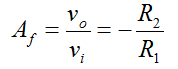 A_f = v_o / v_i = - R_2 / R_1